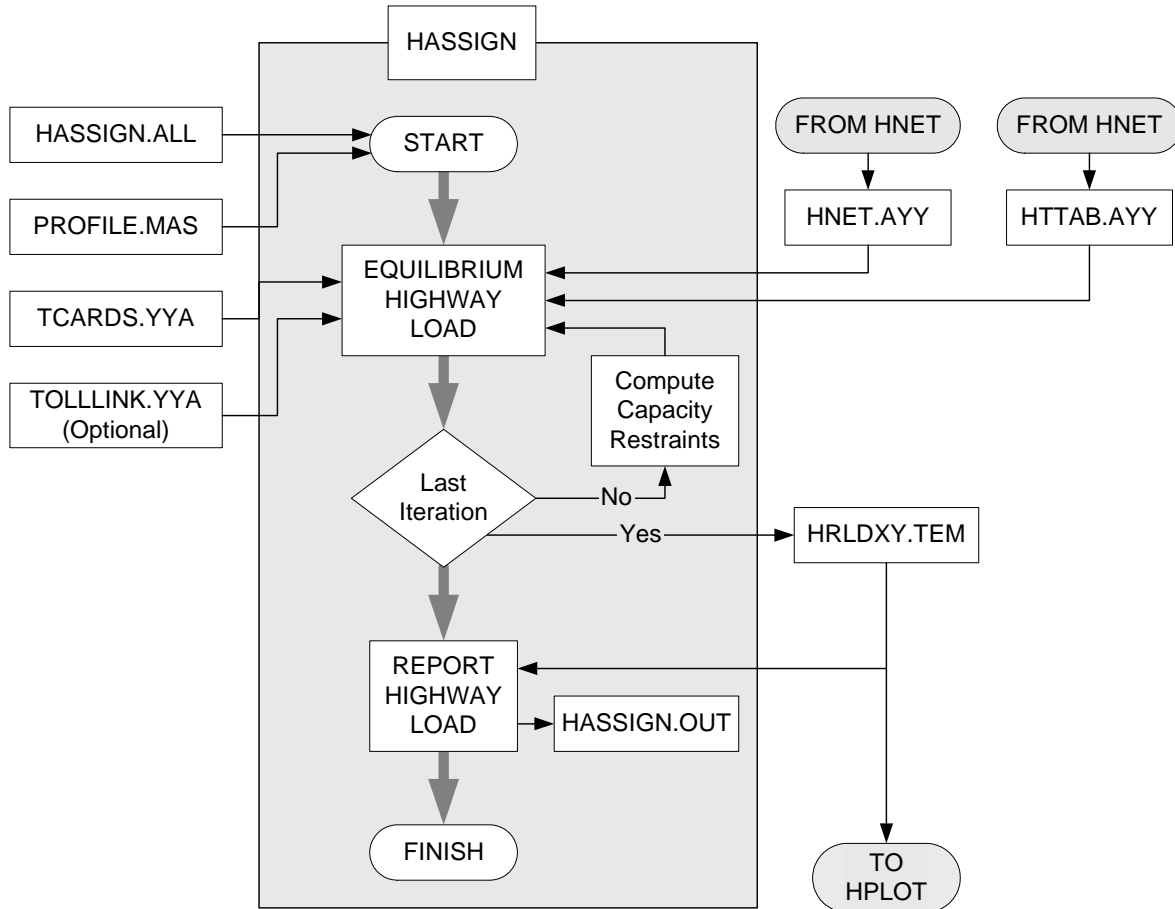 HASSIGN
HASSIGN.ALL
START
FROM HNET
FROM HNET
PROFILE.MAS
HNET.AYY
HTTAB.AYY
EQUILIBRIUM
HIGHWAY
LOAD
TCARDS.YYA
TOLLLINK.YYA
(Optional)
Compute
Capacity
Restraints
Last
Iteration
No
Yes
HRLDXY.TEM
REPORT
HIGHWAY
LOAD
HASSIGN.OUT
FINISH
TO
HPLOT